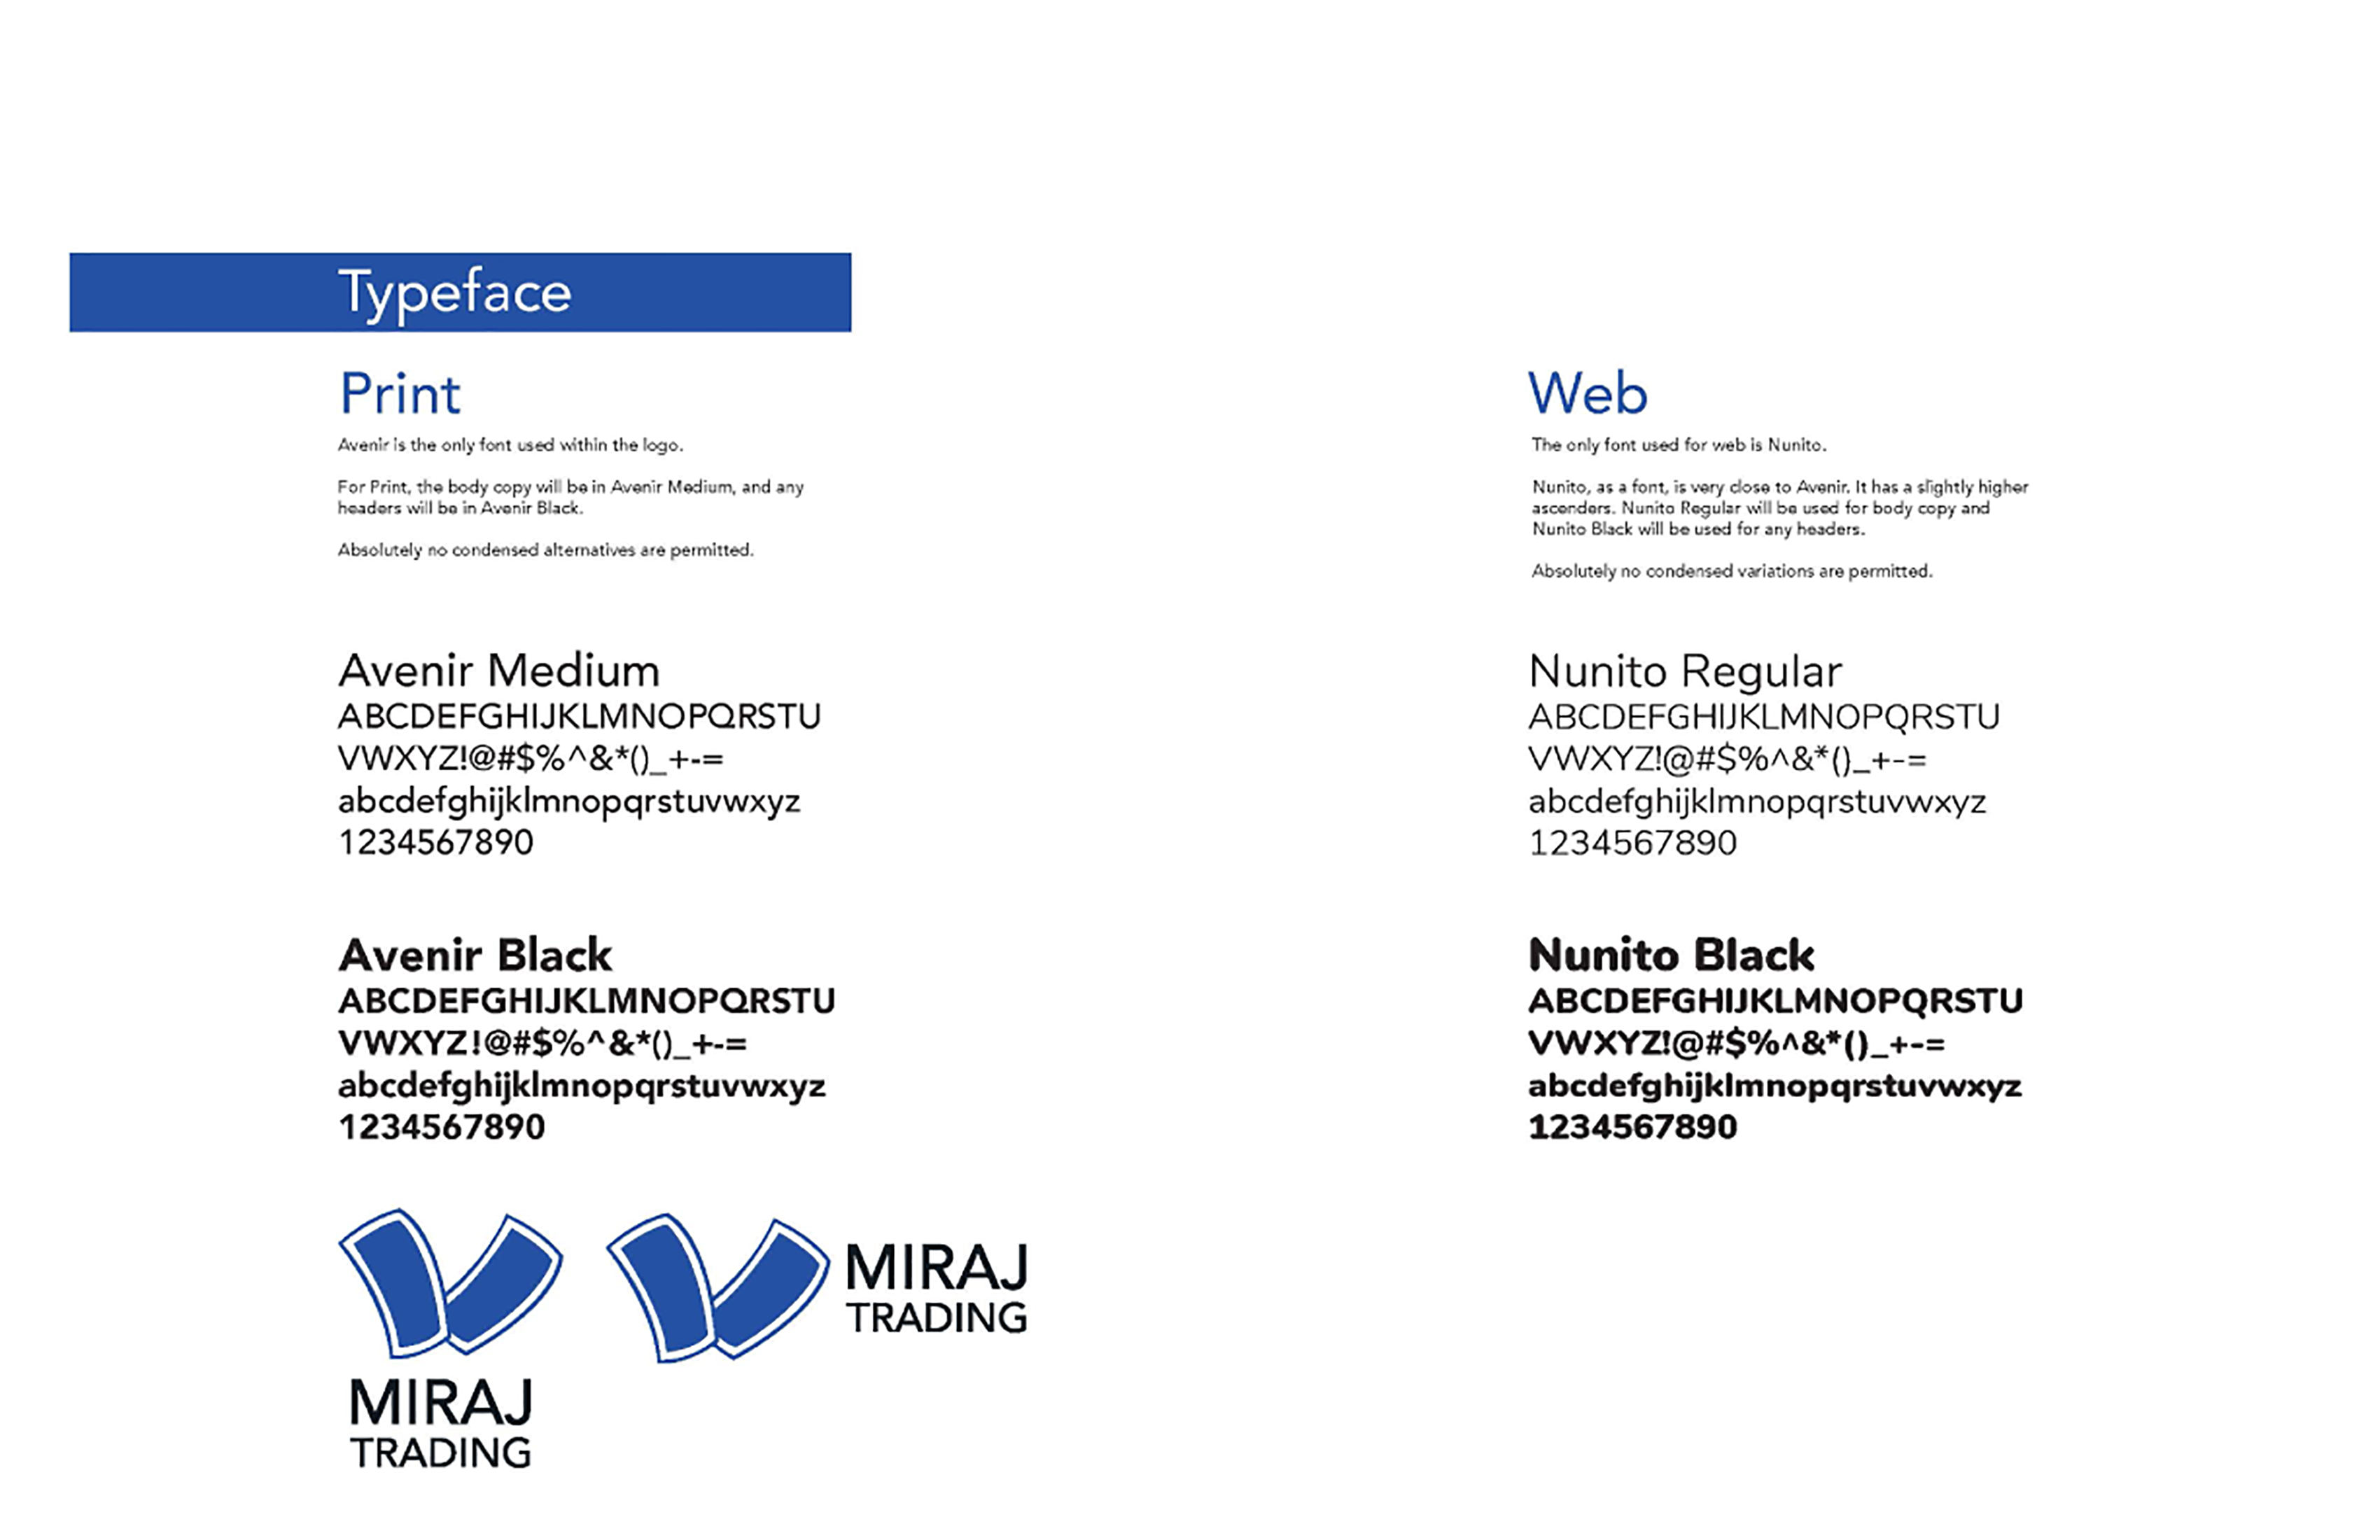 Typeface
Print
Avenir is the only font used within the logo.
For Print, the body copy will be in Avenir Medium, and any
headers will be in Avenir Black.
Absolutely no condensed alternatives are permitted.
Avenir Medium
ABCDEFGHIJKLMNOPQRSTU
VWXYZ!@#$%^&*()_+-=
abcdefghijklmnopqrstuvwxyz
1234567890
Avenir Black
ABCDEFGHIJKLMNOPQRSTU
VWXYZ!@#$%^&*()_+-=
abcdefghijklmnopqrstuvwxyz
1234567890
MIRAJ
TRADING
MIRAJ
TRADING
Web
The only font used for web is Nunito.
Nunito, as a font, is very close to Avenir. It has a slightly higher
ascenders. Nunito Regular will be used for body copy and
Nunito Black will be used for any headers.
Absolutely no condensed variations are permitted.
Nunito Regular
ABCDEFGHIJKLMNOPQRSTU
VWXYZ!@#$%^&*()_+-=
abcdefghijklmnopqrstuvwxyz
1234567890
Nunito Black
ABCDEFGHIJKLMNOPQRSTU
VWXYZ!@#$%^&*()_+-=
abcdefghijklmnopqrstuvwxyz
1234567890